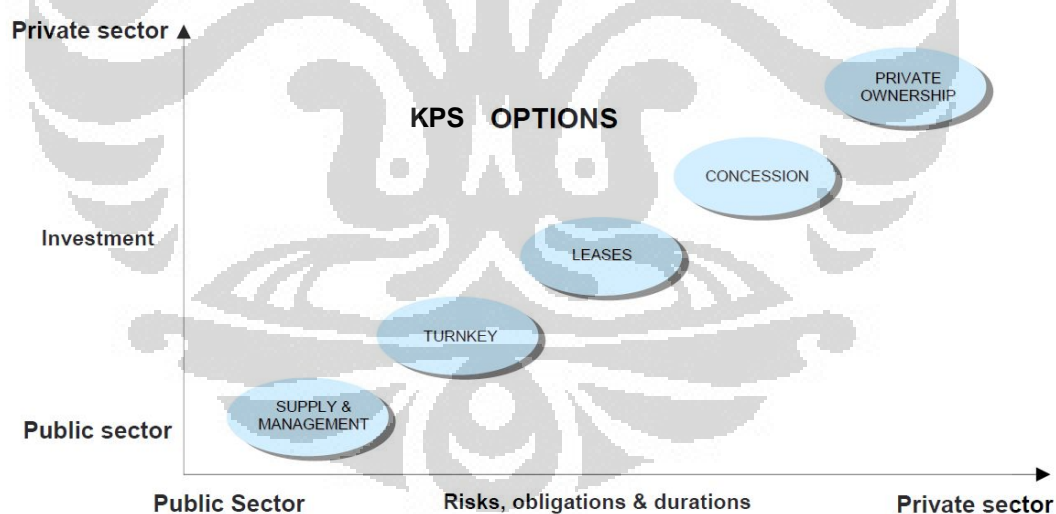 Private sector
KPS OPTIONS
PRIVATE
OWNERSHIP
CONCESSION
Investment
LEASES
TURNKEY
SUPPLY &
MANAGEMENT
Public sector
Public Sector
Risks, obligations & durations
Private sector